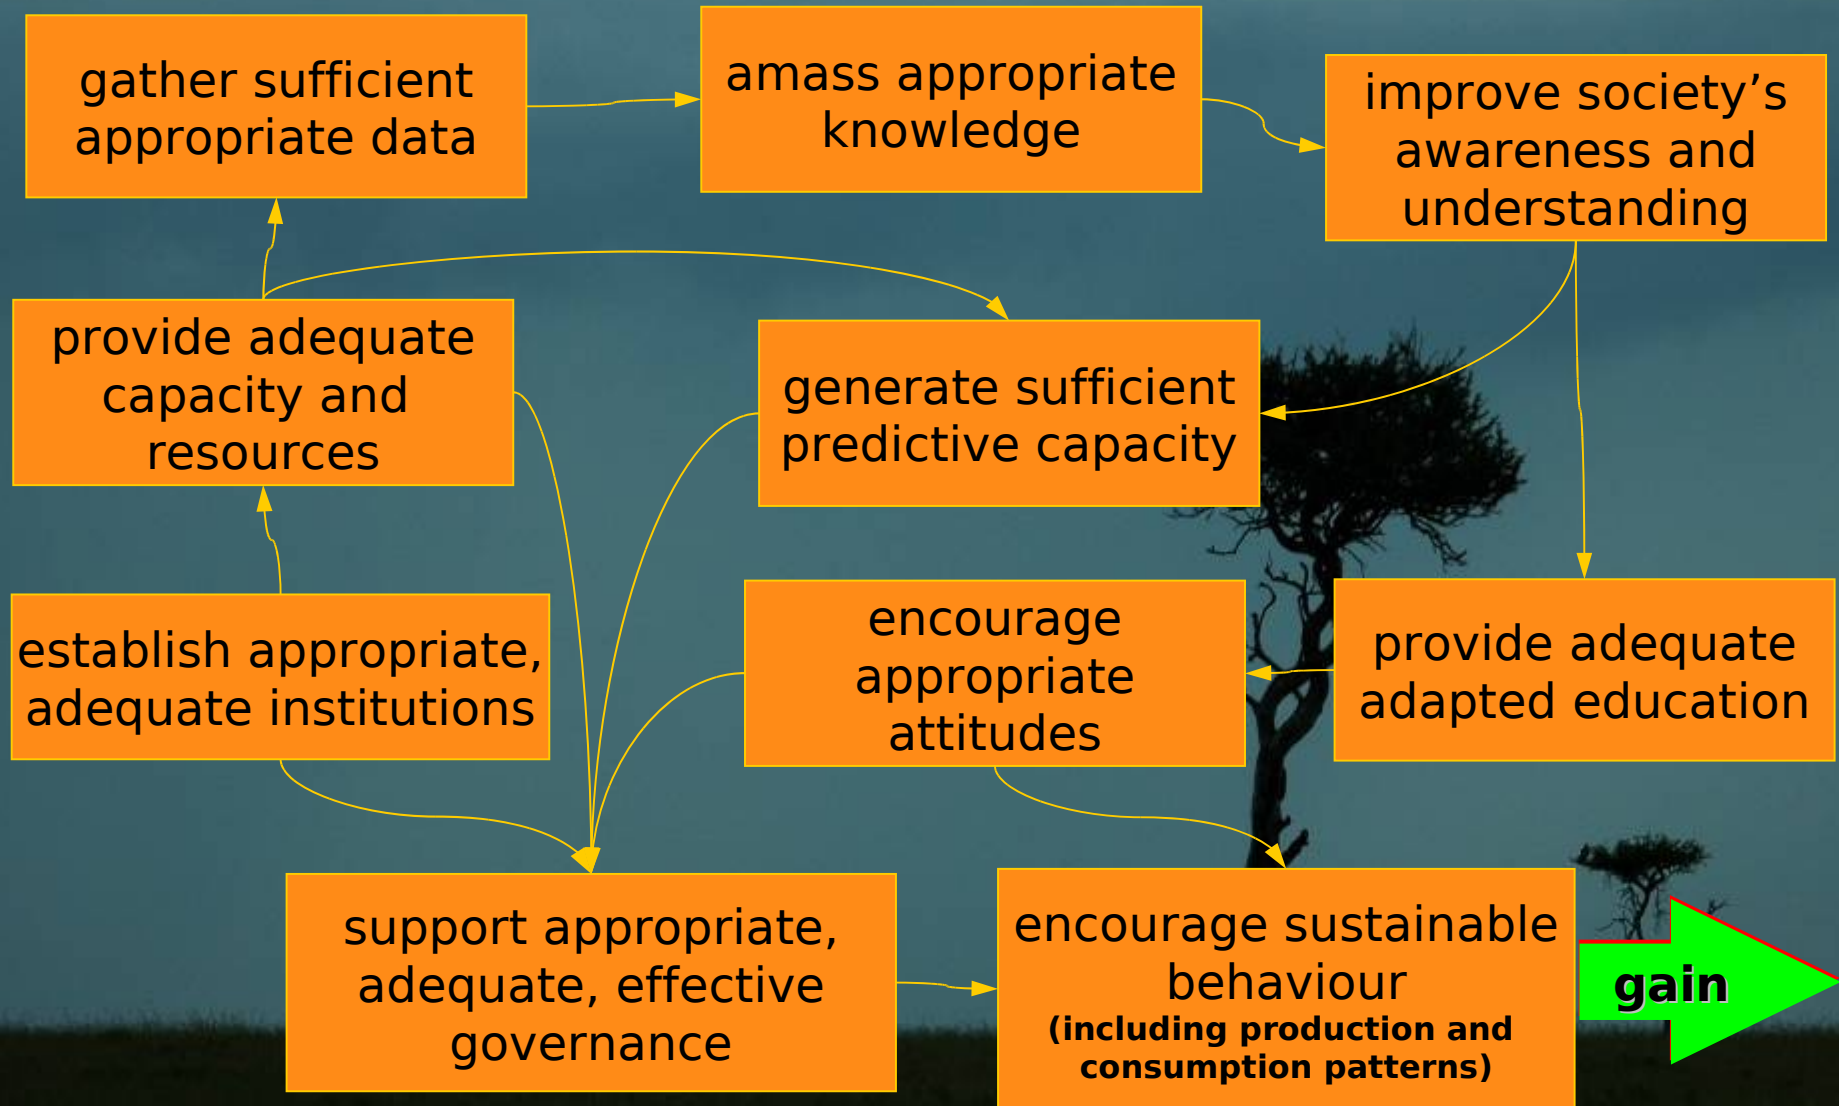 gather sufficient
appropriate data
amass appropriate
knowledge
improve society’s
awareness and
understanding
provide adequate
capacity and
resources
generate sufficient
predictive capacity
establish appropriate,
adequate institutions
encourage
appropriate
attitudes
provide adequate
adapted education
support appropriate,
adequate, effective
governance
encourage sustainable
behaviour
(including production and
consumption patterns)
gain